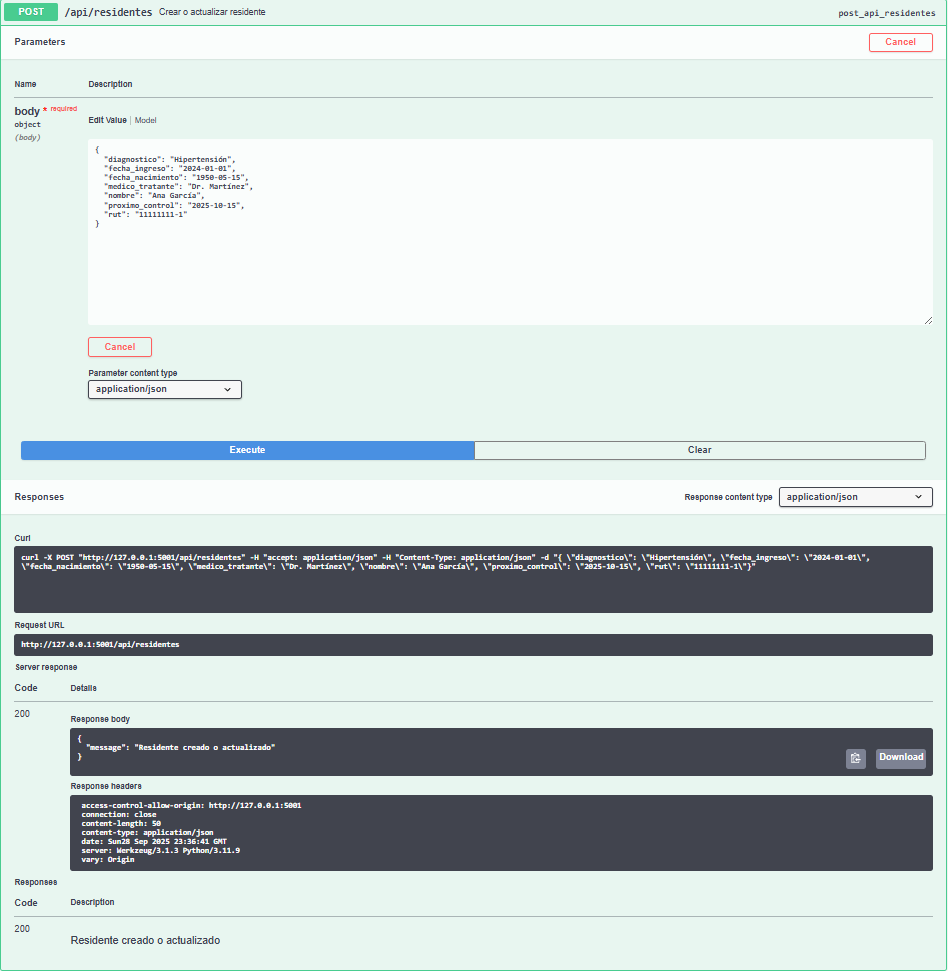 POST /api/residentes Crear o actualizar residente post_api_residentes
Parameters Cancel
Name Description
body * required
object
(body)
Edit Value | Model
{
  "diagnostico": "Hipertensión",
  "fecha_ingreso": "2024-01-01",
  "fecha_nacimiento": "1950-05-15",
  "medico_tratante": "Dr. Martínez",
  "nombre": "Ana García",
  "proximo_control": "2025-10-15",
  "rut": "11111111-1"
}
Cancel
Parameter content type
application/json
Execute Clear
Responses Response content type application/json
Curl
curl -X POST "http://127.0.0.1:5001/api/residentes" -H "accept: application/json" -H "Content-Type: application/json" -d "{ \"diagnostico\": \"Hipertensión\", \"fecha_ingreso\": \"2024-01-01\",
\"fecha_nacimiento\": \"1950-05-15\", \"medico_tratante\": \"Dr. Martínez\", \"nombre\": \"Ana García\", \"proximo_control\": \"2025-10-15\", \"rut\": \"11111111-1\"}"
Request URL
http://127.0.0.1:5001/api/residentes
Server response
Code Details
200
Response body
{
  "message": "Residente creado o actualizado"
}
Download
Response headers
access-control-allow-origin: http://127.0.0.1:5001
connection: close
content-length: 50
content-type: application/json
date: Sun28 Sep 2025 23:36:41 GMT
server: Werkzeug/3.1.3 Python/3.11.9
vary: Origin
Responses
Code Description
200
Residente creado o actualizado